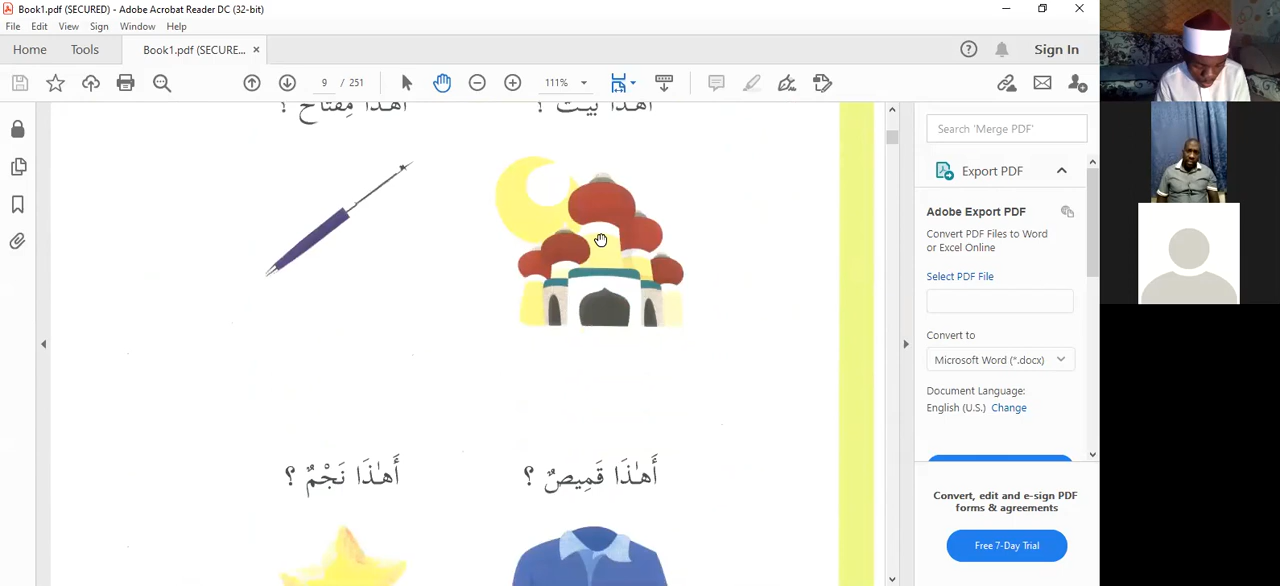 Book1.pdf (SECURED) - Adobe Acrobat Reader DC (32-bit)
File Edit View Sign Window Help
Home Tools Book1.pdf (SECURE... × Sign In
9 / 251 111%
أَهٰذَا بَيْتٌ ؟ أَهٰذَا مِفْتَاحٌ ؟
أَهٰذَا قَمِيصٌ ؟ أَهٰذَا نَجْمٌ ؟
Search 'Merge PDF'
Export PDF
Adobe Export PDF
Convert PDF Files to Word
or Excel Online
Select PDF File
Convert to
Microsoft Word (*.docx)
Document Language:
English (U.S.) Change
Convert, edit and e-sign PDF
forms & agreements
Free 7-Day Trial